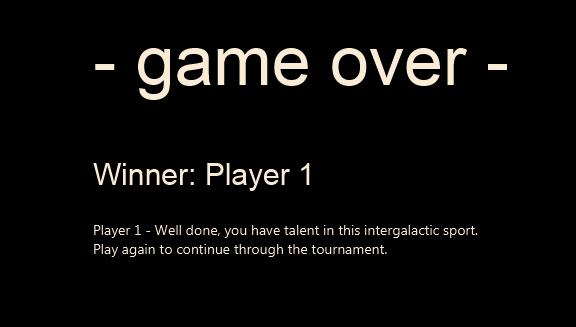 - game over -
Winner: Player 1
Player 1 - Well done, you have talent in this intergalactic sport.
Play again to continue through the tournament.